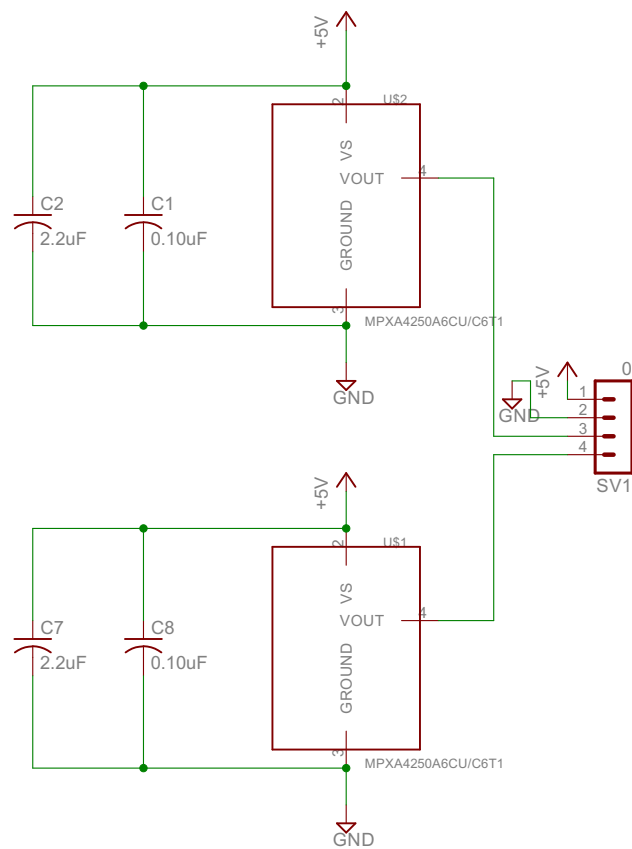 +5V
2
U$2
VS
C2
2.2uF
C1
0.10uF
VOUT
4
GROUND
3
MPXA4250A6CU/C6T1
GND
0
+5V
GND
1
2
3
4
SV1
+5V
2
U$1
VS
C7
2.2uF
C8
0.10uF
VOUT
4
GROUND
3
MPXA4250A6CU/C6T1
GND